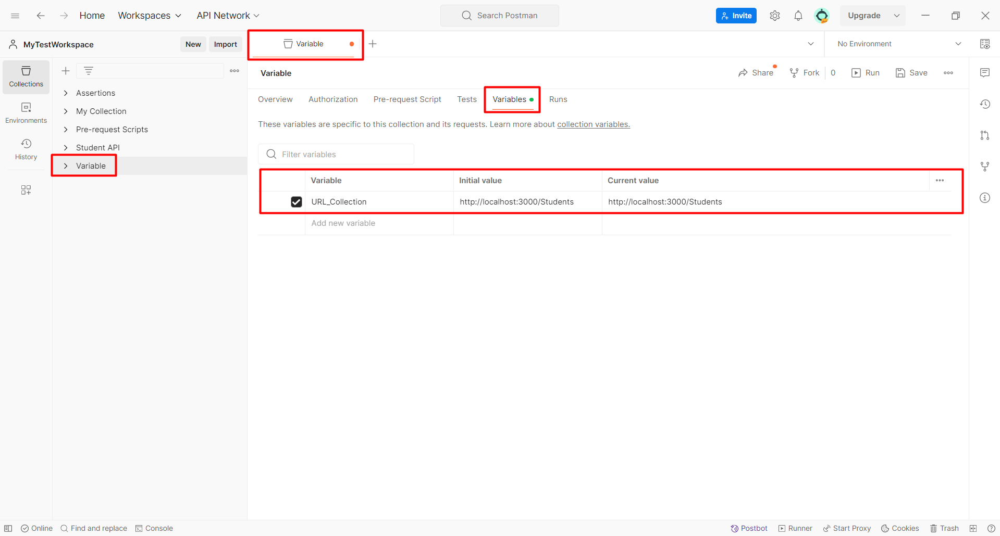 Home Workspaces API Network Search Postman Invite Upgrade
MyTestWorkspace New Import Variable No Environment
Collections
Environments
History
Assertions
My Collection
Pre-request Scripts
Student API
Variable
Variable Share Fork 0 Run Save
Overview Authorization Pre-request Script Tests Variables Runs
These variables are specific to this collection and its requests. Learn more about collection variables.
Filter variables
Variable Initial value Current value
URL_Collection http://localhost:3000/Students http://localhost:3000/Students
Add new variable
Online Find and replace Console Postbot Runner Start Proxy Cookies Trash